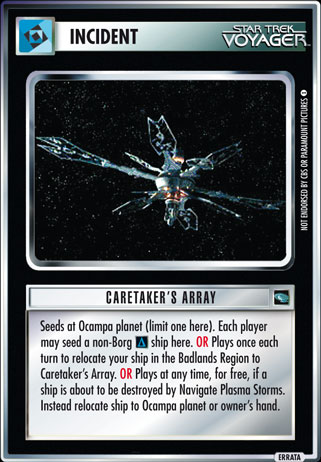 INCIDENT
STAR TREK
VOYAGER™
NOT ENDORSED BY CBS OR PARAMOUNT PICTURES
CARETAKER'S ARRAY
Seeds at Ocampa planet (limit one here). Each player
may seed a non-Borg ship here. OR Plays once each
turn to relocate your ship in the Badlands Region to
Caretaker's Array. OR Plays at any time, for free, if a
ship is about to be destroyed by Navigate Plasma Storms.
Instead relocate ship to Ocampa planet or owner's hand.
ERRATA